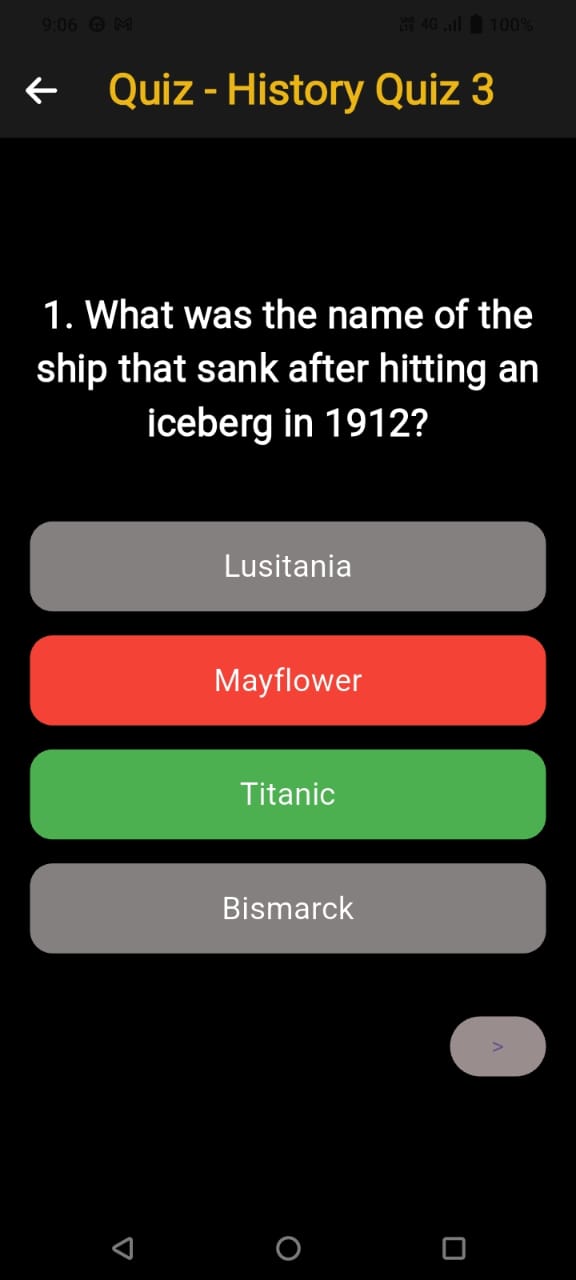 9:06 4G 100%
Quiz - History Quiz 3
1. What was the name of the
ship that sank after hitting an
iceberg in 1912?
Lusitania
Mayflower
Titanic
Bismarck
>